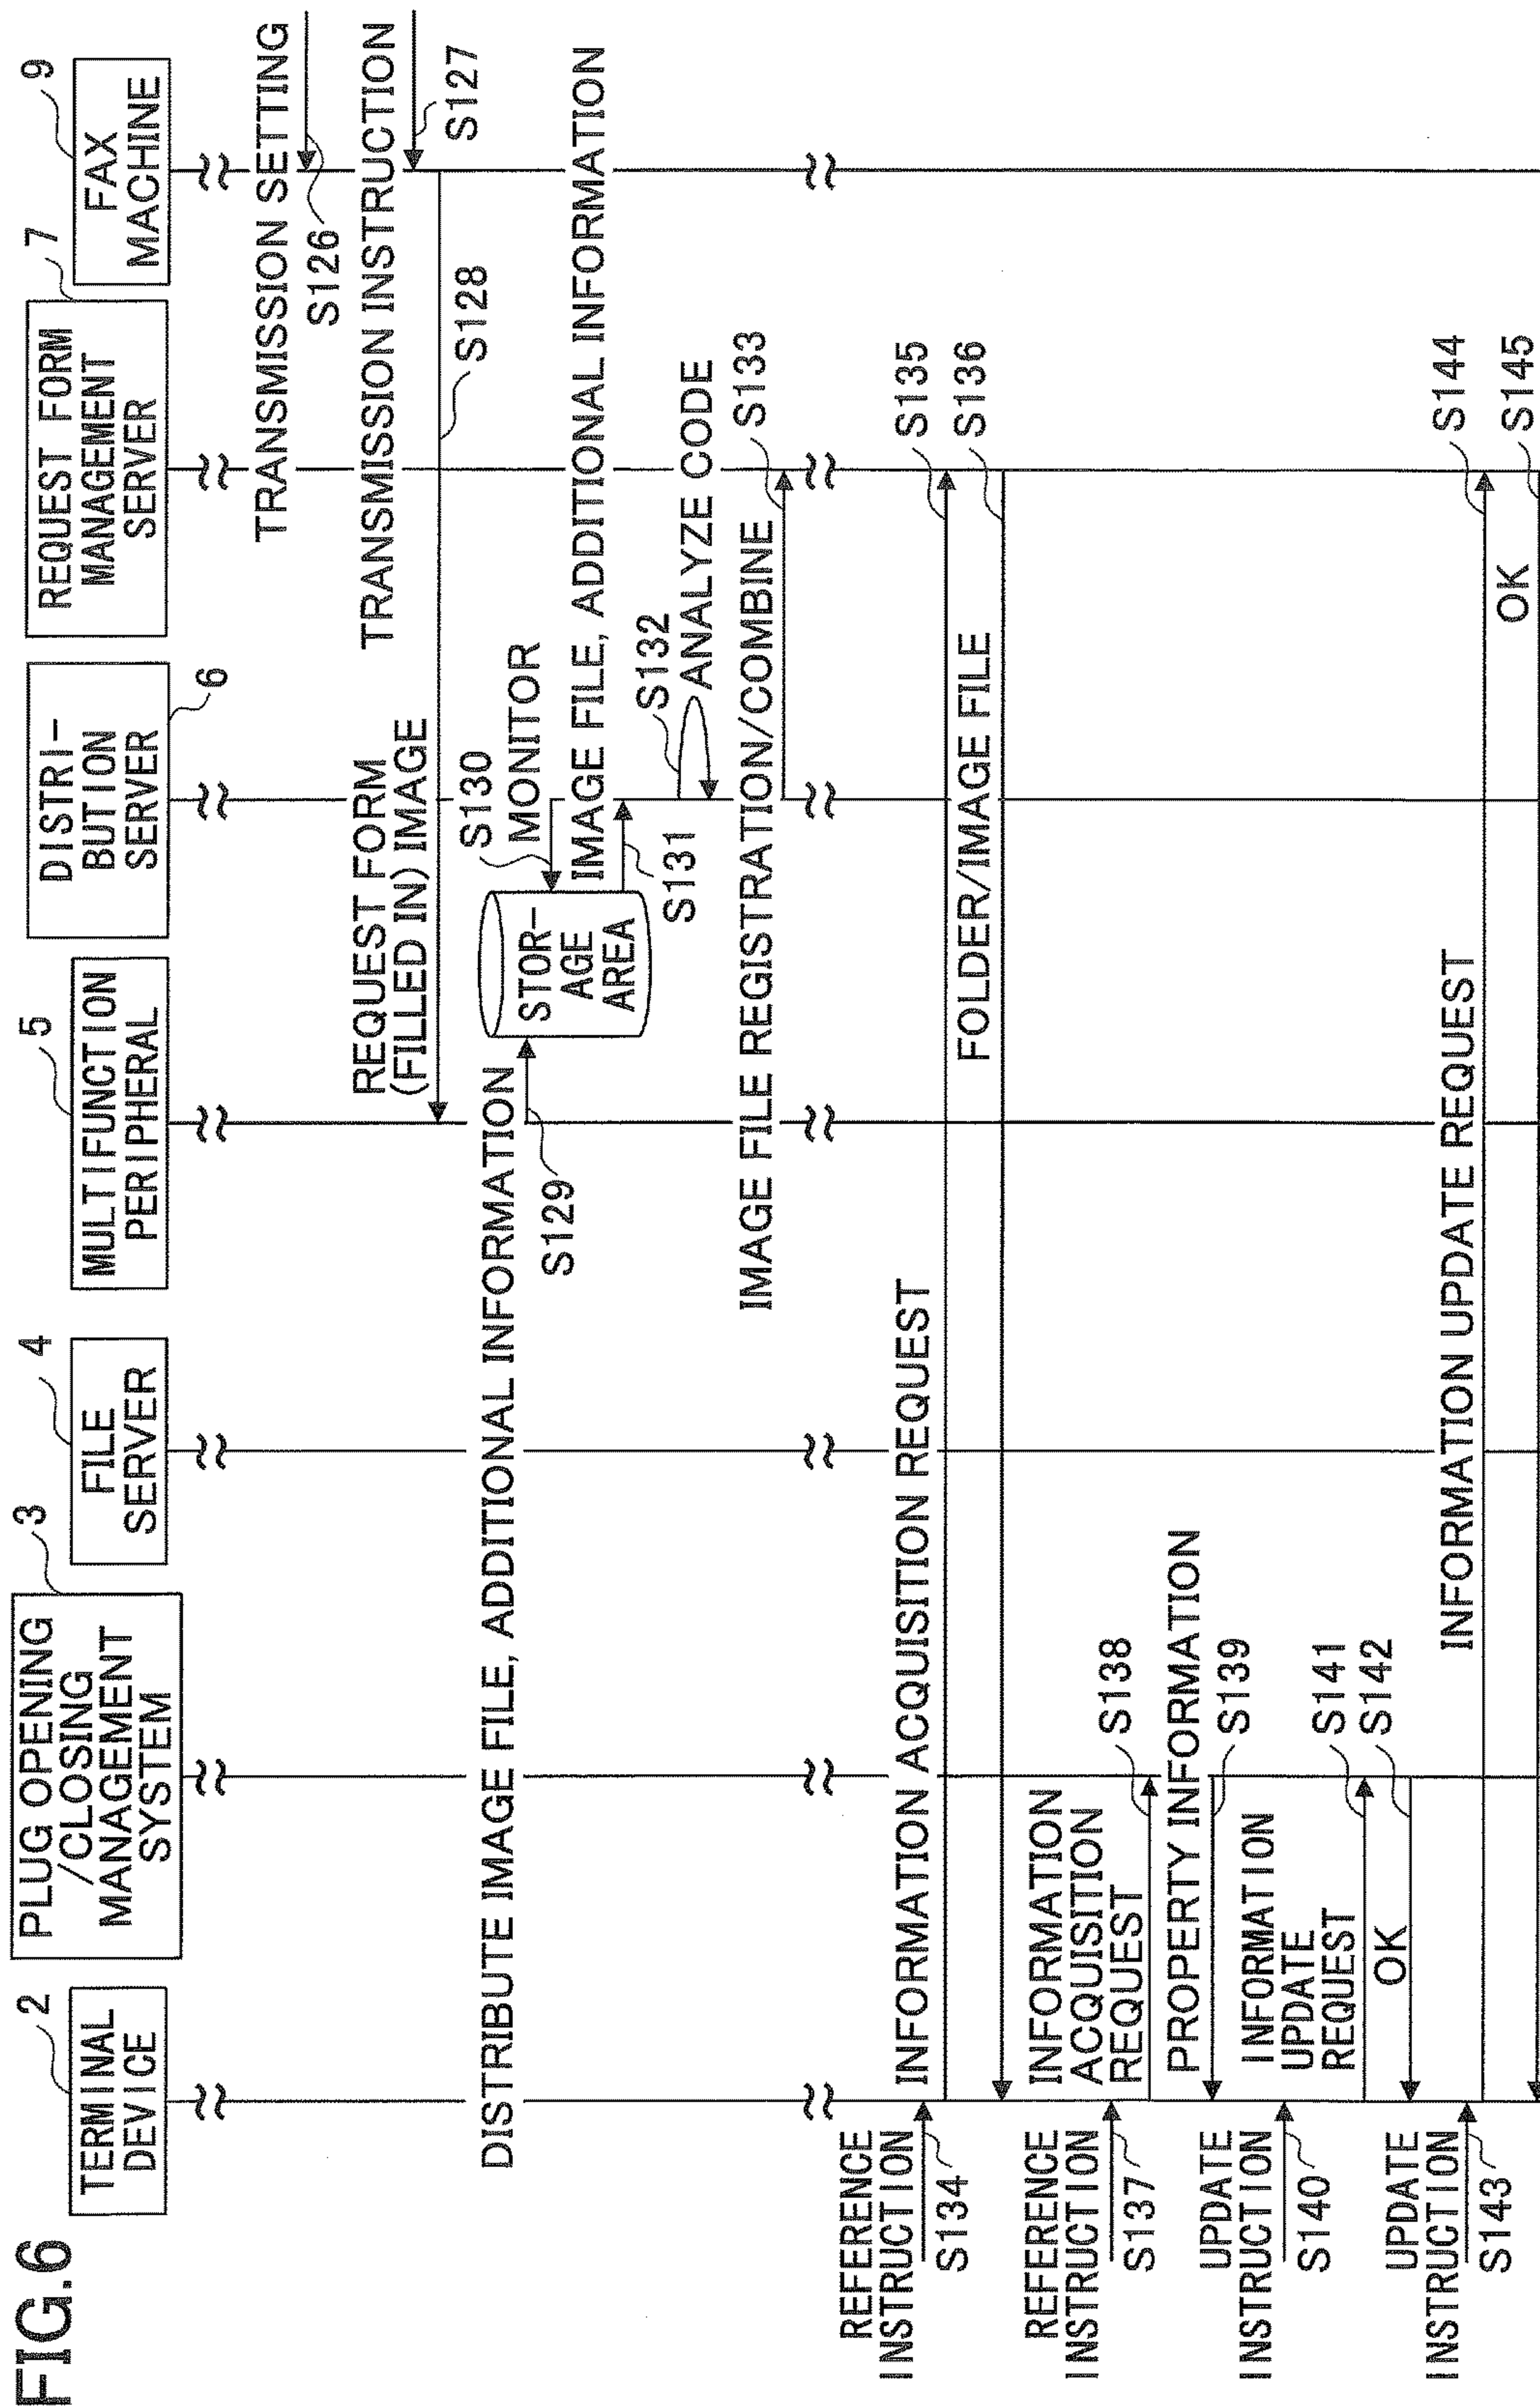 FIG.6
2
TERMINAL
DEVICE
3
PLUG OPENING
/CLOSING
MANAGEMENT
SYSTEM
4
FILE
SERVER
5
MULTIFUNCTION
PERIPHERAL
DISTRI-
BUTION
SERVER
6
REQUEST FORM
MANAGEMENT
SERVER
7
FAX
MACHINE
9
TRANSMISSION SETTING
S126
TRANSMISSION INSTRUCTION
S127
REQUEST FORM
(FILLED IN) IMAGE
S128
DISTRIBUTE IMAGE FILE, ADDITIONAL INFORMATION
S129
STOR-
AGE
AREA
S130
MONITOR
IMAGE FILE, ADDITIONAL INFORMATION
S131
S132
ANALYZE CODE
IMAGE FILE REGISTRATION/COMBINE
S133
REFERENCE
INSTRUCTION
S134
INFORMATION ACQUISITION REQUEST
S135
FOLDER/IMAGE FILE
S136
REFERENCE
INSTRUCTION
S137
INFORMATION
ACQUISITION
REQUEST
S138
PROPERTY INFORMATION
S139
UPDATE
INSTRUCTION
S140
INFORMATION
UPDATE
REQUEST
S141
OK
S142
UPDATE
INSTRUCTION
S143
INFORMATION UPDATE REQUEST
S144
OK
S145